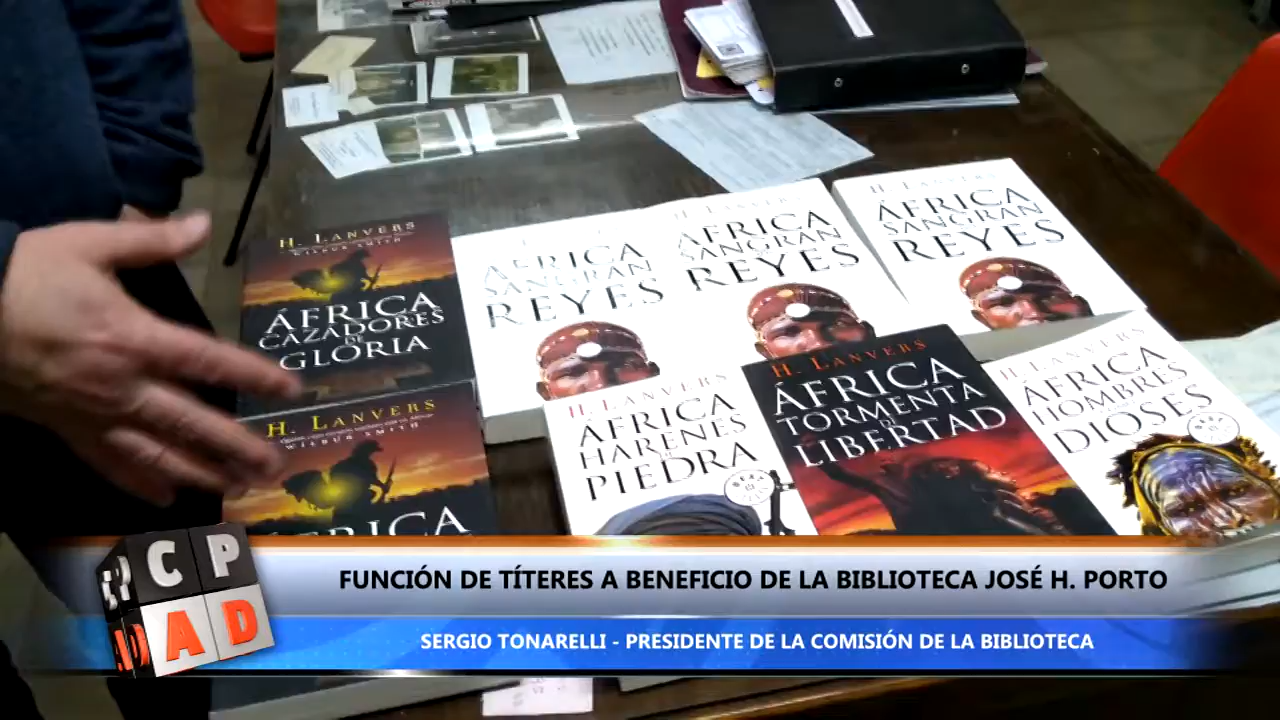 H. LANVERS
WILBUR SMITH
ÁFRICA
CAZADORES
DE
GLORIA
ÁFRICA
SANGRAN
REYES
H. LANVERS
ÁFRICA
SANGRAN
REYES
H. LANVERS
ÁFRICA
SANGRAN
REYES
H. LANVERS
WILBUR SMITH
ÁFRICA
H. LANVERS
ÁFRICA
HARENES
DE
PIEDRA
H. LANVERS
ÁFRICA
TORMENTA
DE
LIBERTAD
H. LANVERS
ÁFRICA
HOMBRES
DIOSES
CP
AD
FUNCIÓN DE TÍTERES A BENEFICIO DE LA BIBLIOTECA JOSÉ H. PORTO
SERGIO TONARELLI - PRESIDENTE DE LA COMISIÓN DE LA BIBLIOTECA